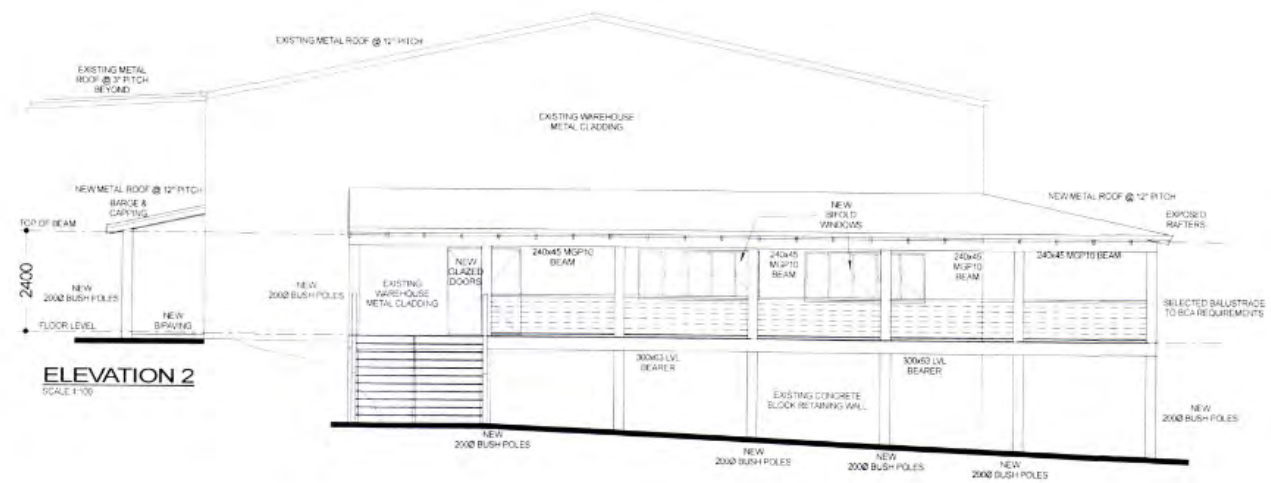 EXISTING METAL ROOF @ 12° PITCH
EXISTING METAL
ROOF @ 3° PITCH
BEYOND
EXISTING WAREHOUSE
METAL CLADDING
NEW METAL ROOF @ 12° PITCH
BARGE &
CAPPING
TOP OF BEAM
2400
NEW
200Ø BUSH POLES
FLOOR LEVEL
NEW
B/PAVING
ELEVATION 2
SCALE 1:100
NEW METAL ROOF @ 12° PITCH
NEW
BIFOLD
WINDOWS
EXPOSED
RAFTERS
NEW
200Ø BUSH POLES
EXISTING
WAREHOUSE
METAL CLADDING
NEW
GLAZED
DOORS
240x45 MGP10
BEAM
240x45
MGP10
BEAM
240x45
MGP10
BEAM
240x45 MGP10 BEAM
SELECTED BALUSTRADE
TO BCA REQUIREMENTS
300x63 LVL
BEARER
300x63 LVL
BEARER
EXISTING CONCRETE
BLOCK RETAINING WALL
NEW
200Ø BUSH POLES
NEW
200Ø BUSH POLES
NEW
200Ø BUSH POLES
NEW
200Ø BUSH POLES
NEW
200Ø BUSH POLES